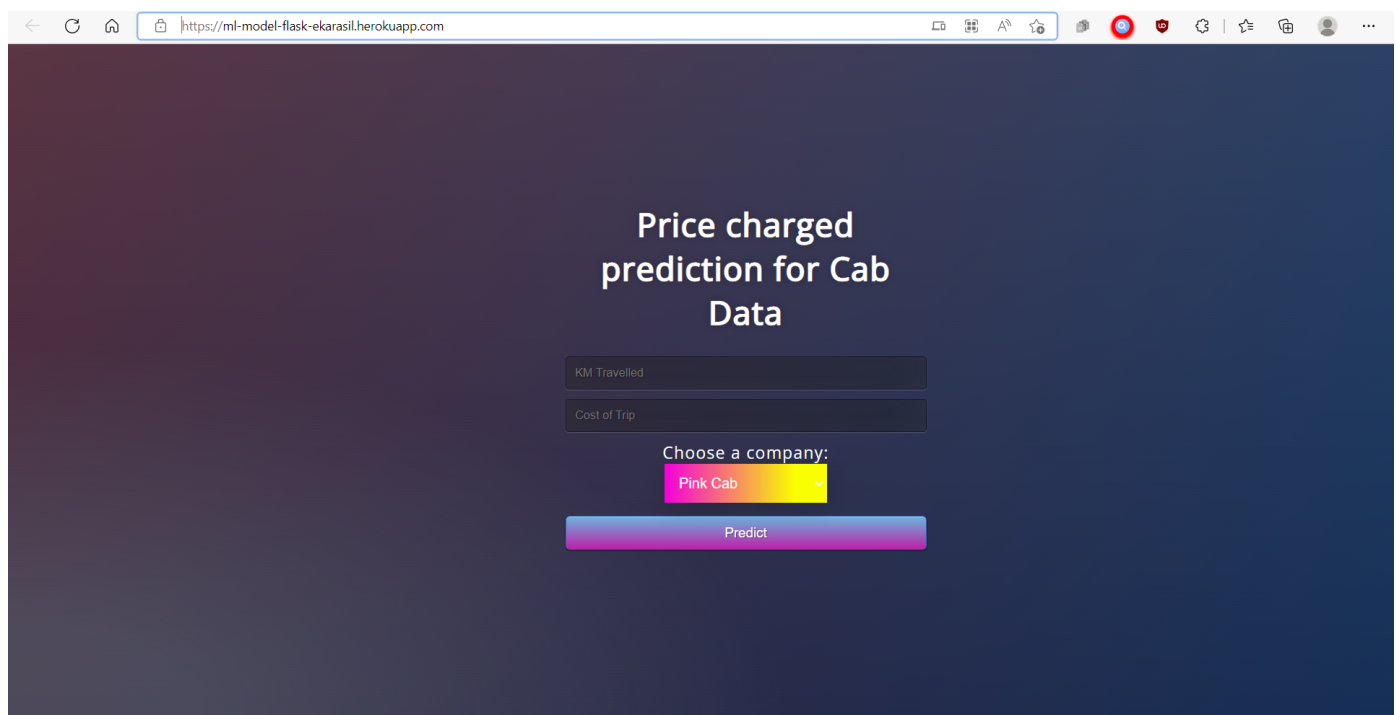 https://ml-model-flask-ekarasil.herokuapp.com
Price charged
prediction for Cab
Data
KM Travelled
Cost of Trip
Choose a company:
Pink Cab
Predict